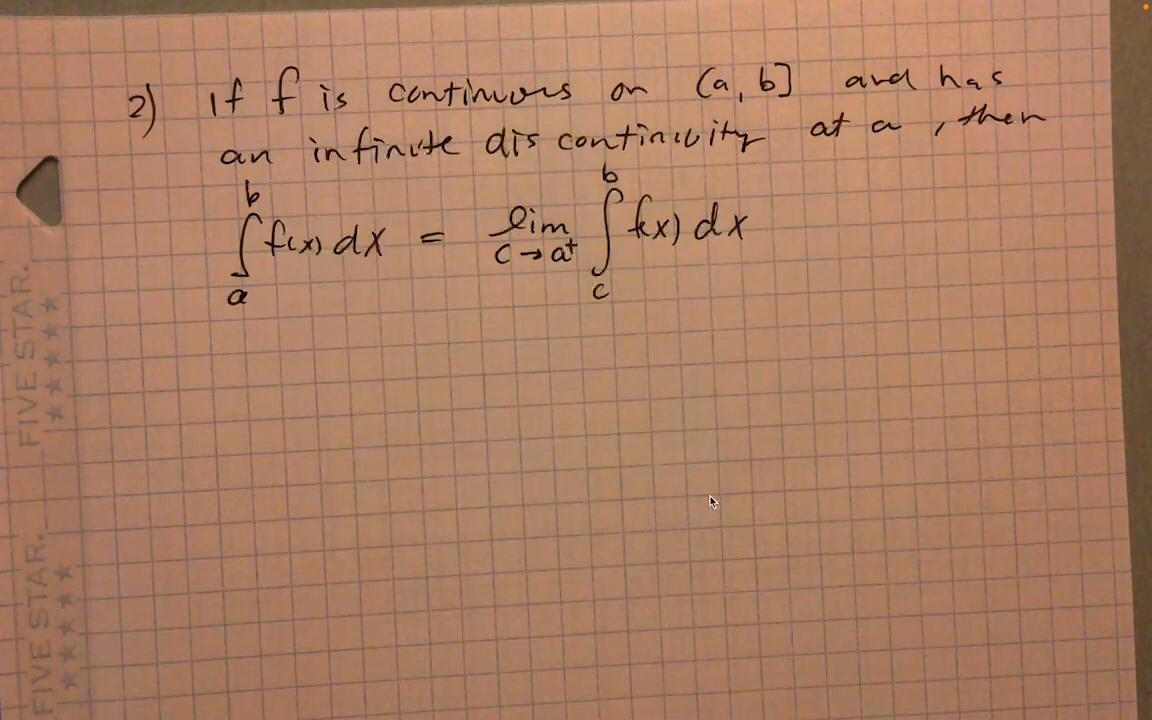 2) If f is continuous on (a, b] and has
an infinite discontinuity at a, then
∫_a^b f(x) dx = lim_{c→a⁺} ∫_c^b f(x) dx
FIVE STAR.
★★★★★
FIVE STAR.
★★★★★